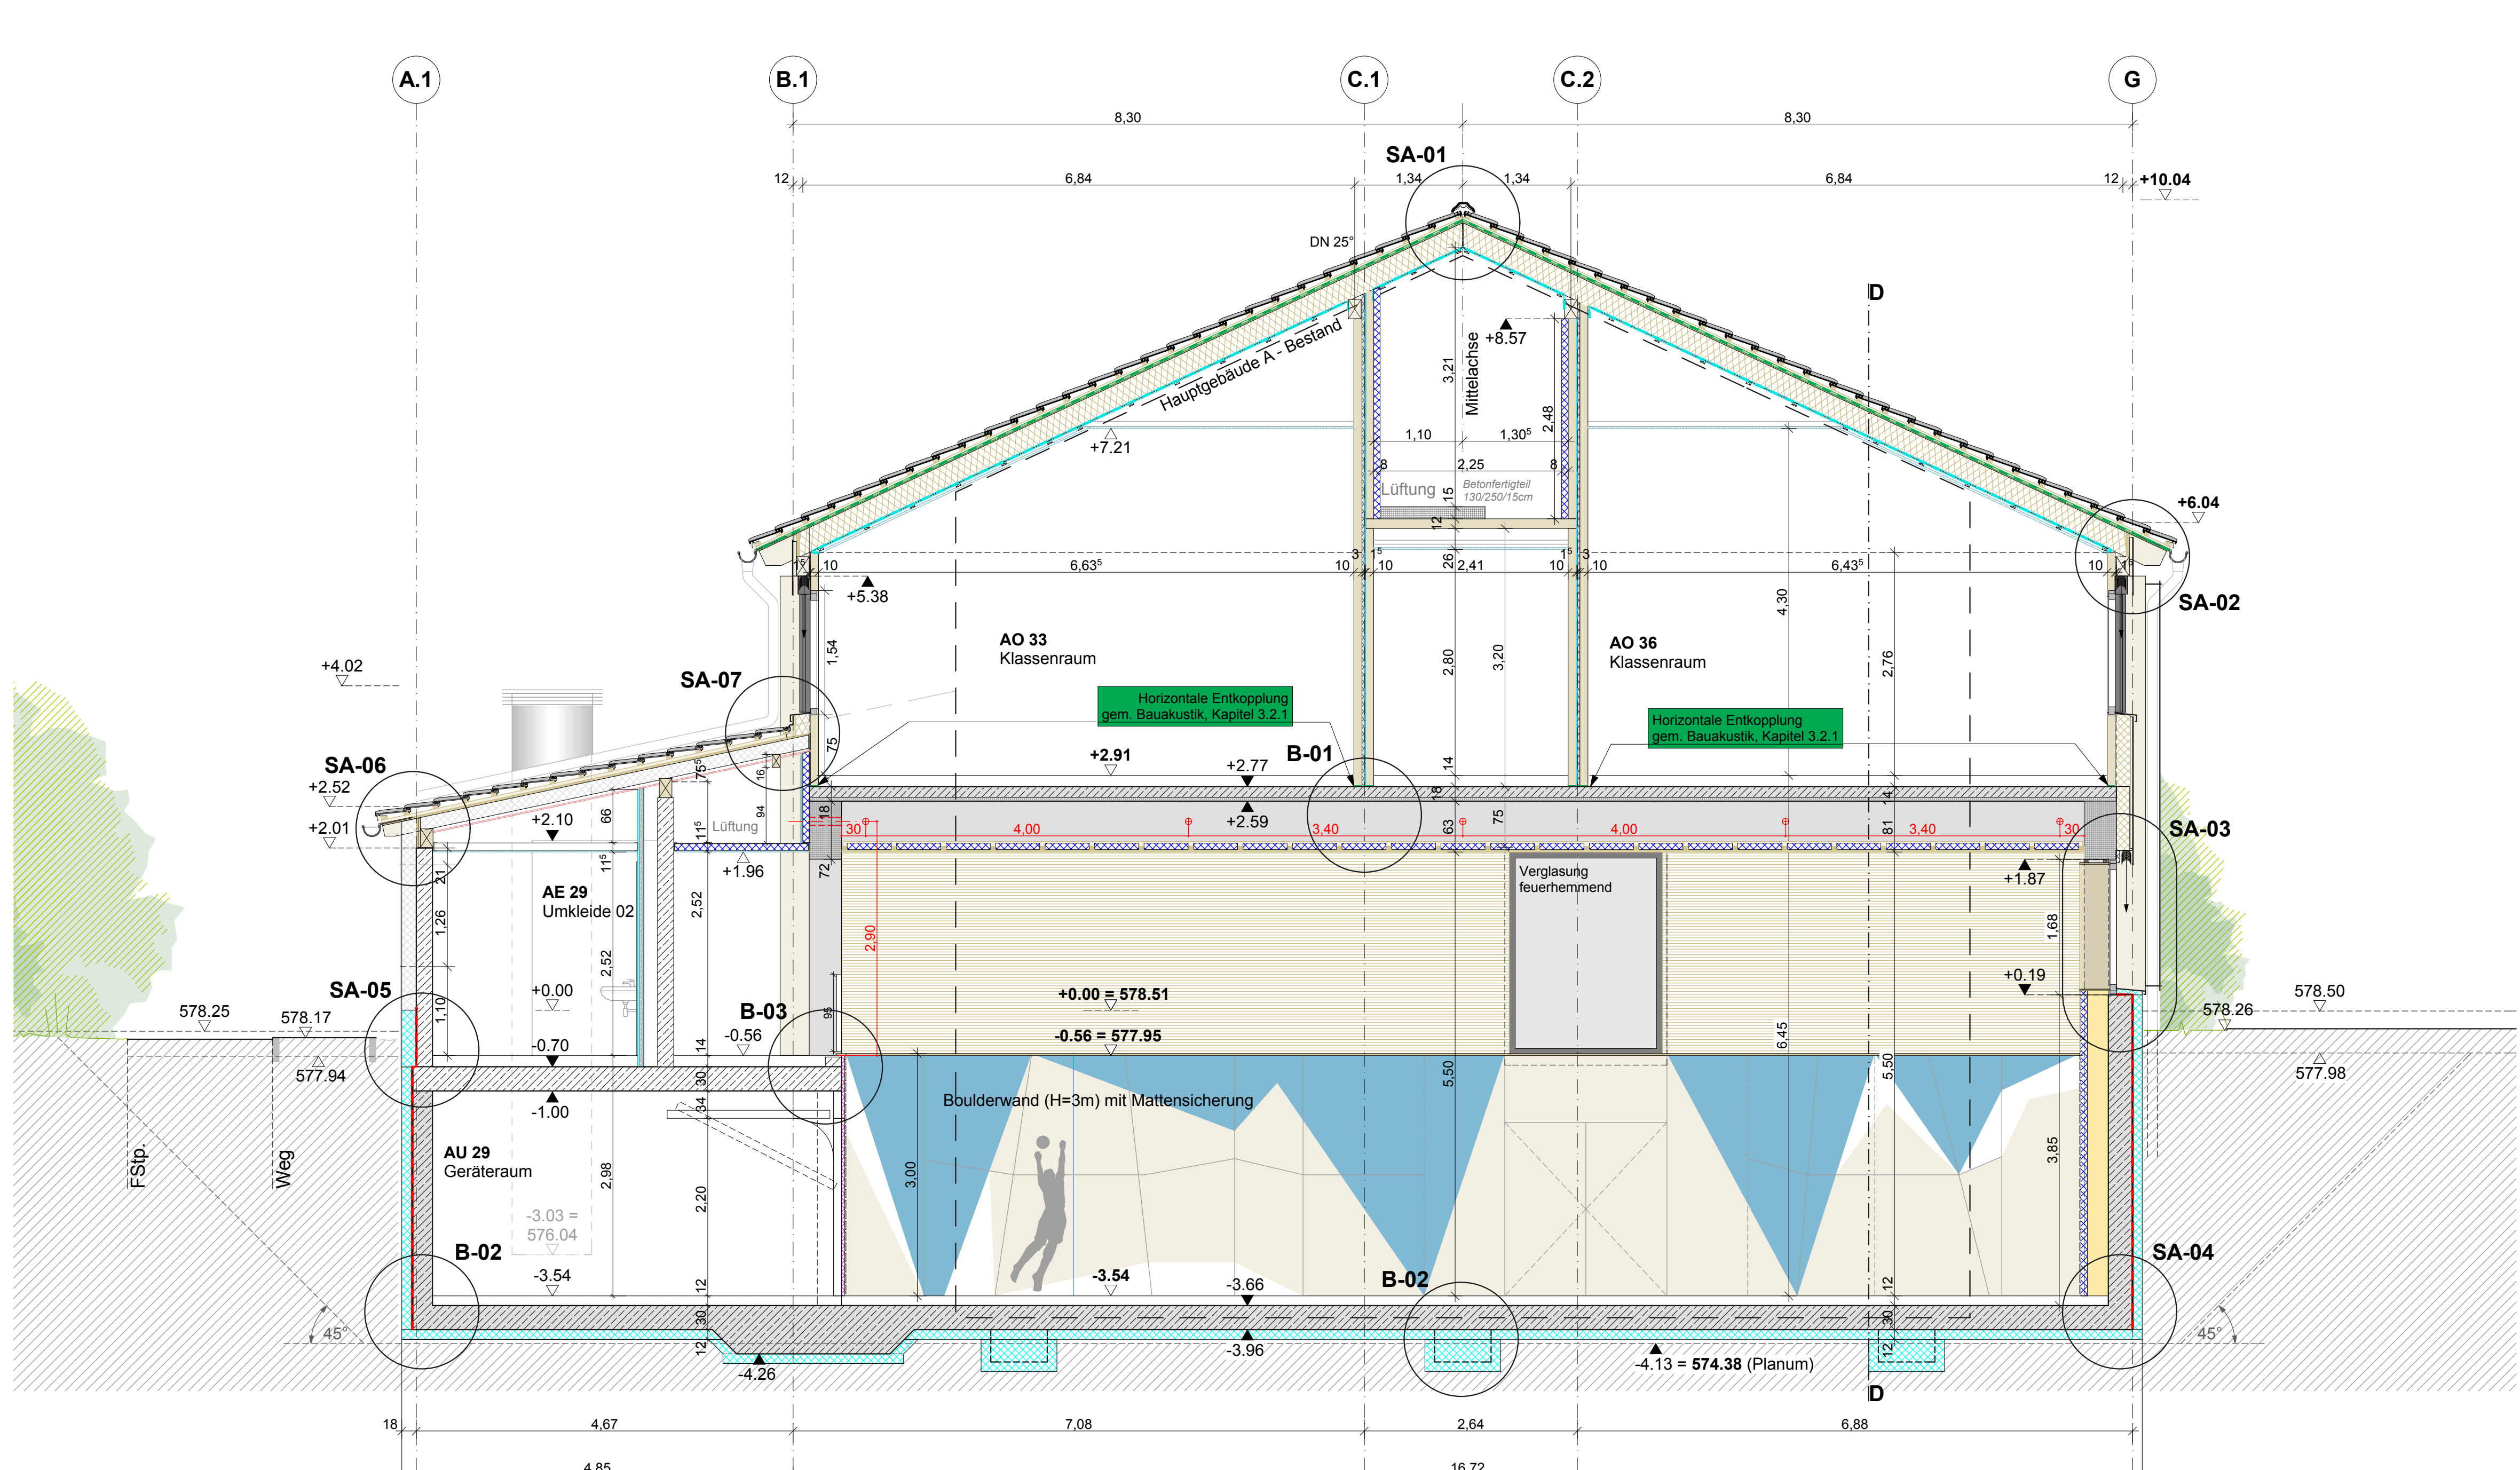 A.1
B.1
C.1
C.2
G
8,30
8,30
SA-01
12
6,84
1,34
1,34
6,84
12
+10.04
DN 25°
D
Hauptgebäude A - Bestand
3,21
Mittelachse
+8.57
2,48
+7.21
1,10
1,30⁵
8
2,25
8
Lüftung
Betonfertigteil
130/250/15cm
15
12
+6.04
3
1⁵
1⁵
3
26
1⁵
10
6,63⁵
10
10
2,41
10
10
6,43⁵
10
1⁵
+5.38
SA-02
4,30
1,54
AO 33
Klassenraum
AO 36
Klassenraum
2,80
3,20
2,76
+4.02
SA-07
Horizontale Entkopplung
gem. Bauakustik, Kapitel 3.2.1
Horizontale Entkopplung
gem. Bauakustik, Kapitel 3.2.1
75
+2.91
B-01
14
SA-06
+2.52
75⁵
16
+2.77
18
14
66
94
18
+2.01
+2.10
11⁵
Lüftung
+2.59
30
4,00
3,40
63
75
4,00
3,40
81
30
SA-03
21
11⁵
+1.96
72
Verglasung
feuerhemmend
+1.87
AE 29
Umkleide 02
1,26
2,52
2,52
2,90
1,68
SA-05
+0.00
+0.19
578.25
578.17
1,10
B-03
95
+0.00 = 578.51
578.50
578.26
-0.56
-0.56 = 577.95
6,45
14
-0.70
577.94
5,50
5,50
577.98
30
-1.00
34
Boulderwand (H=3m) mit Mattensicherung
FStp.
Weg
AU 29
Geräteraum
2,98
2,20
3,00
3,85
-3.03 =
576.04
B-02
SA-04
-3.54
12
-3.54
-3.66
B-02
12
45°
30
30
45°
12
-4.26
-3.96
-4.13 = 574.38 (Planum)
12
D
18
4,67
7,08
2,64
6,88
4,85
16,72